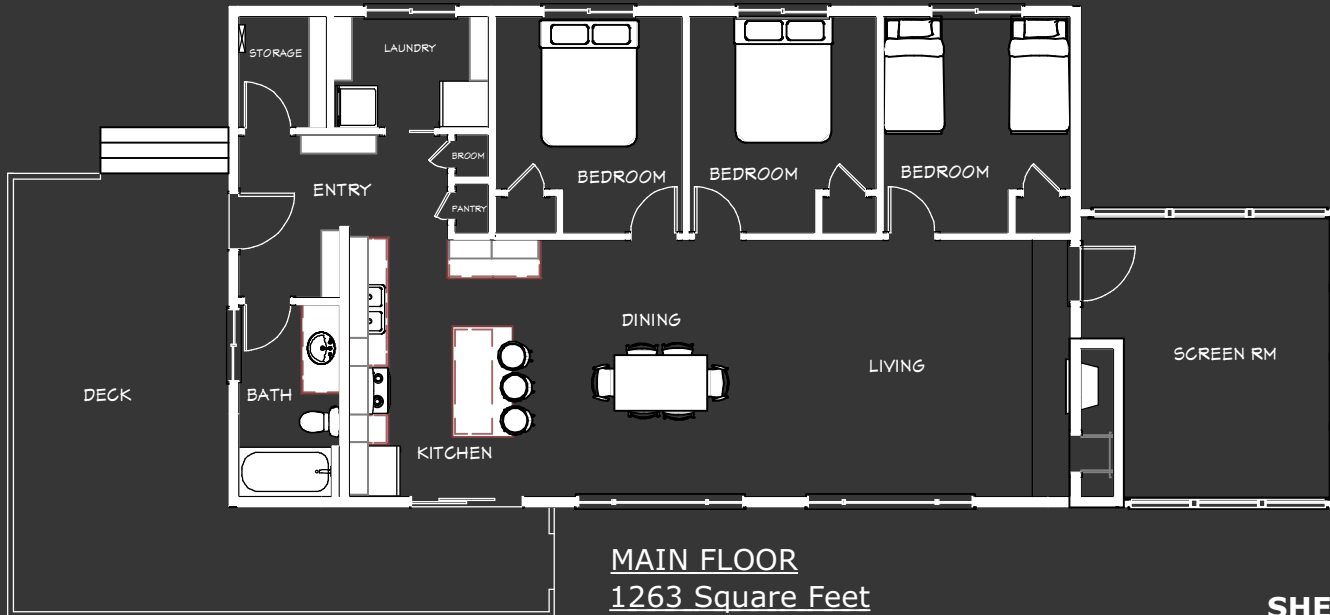 STORAGE
LAUNDRY
BROOM
BEDROOM
BEDROOM
BEDROOM
ENTRY
PANTRY
DINING
SCREEN RM
LIVING
DECK
BATH
KITCHEN
MAIN FLOOR
1263 Square Feet
SHE